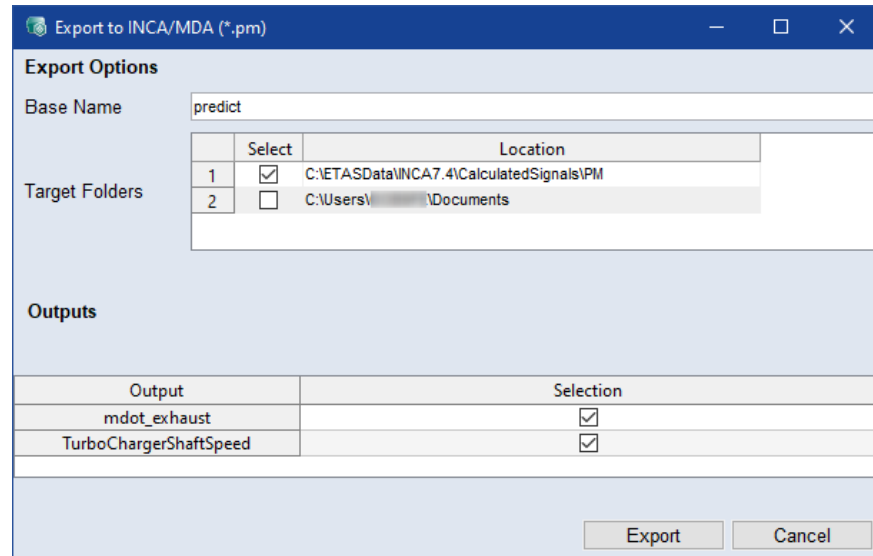 Export to INCA/MDA (*.pm)
Export Options
Base Name predict
Select Location
Target Folders
1 C:\ETASData\INCA7.4\CalculatedSignals\PM
2 C:\Users\ \Documents
Outputs
Output Selection
mdot_exhaust
TurboChargerShaftSpeed
Export Cancel